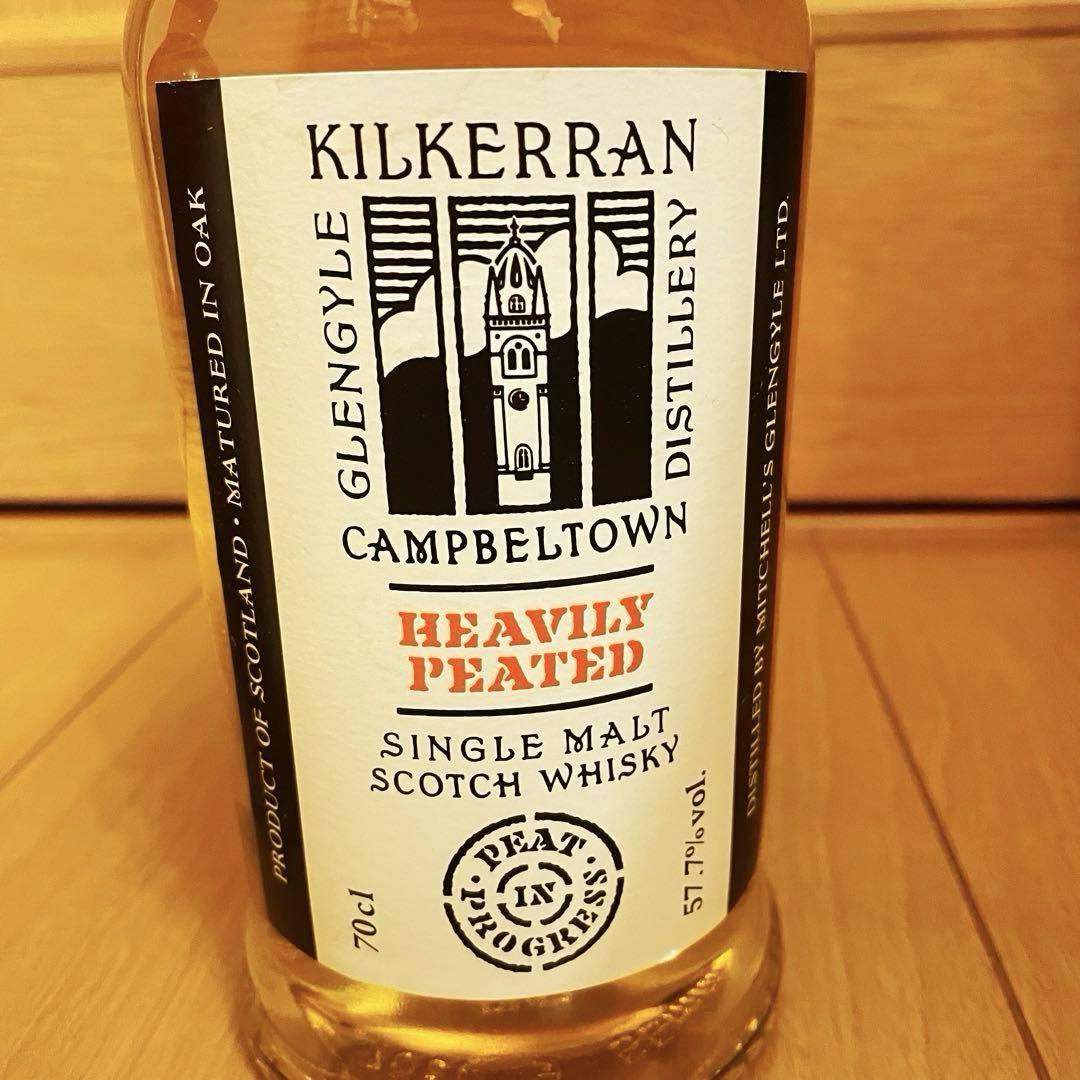 KILKERRAN
GLENGYLE
DISTILLERY
CAMPBELTOWN
HEAVILY
PEATED
SINGLE MALT
SCOTCH WHISKY
· PEAT ·
IN
PROGRESS
70cl
57.7%vol.
PRODUCT OF SCOTLAND · MATURED IN OAK
DISTILLED BY MITCHELL'S GLENGYLE LTD.